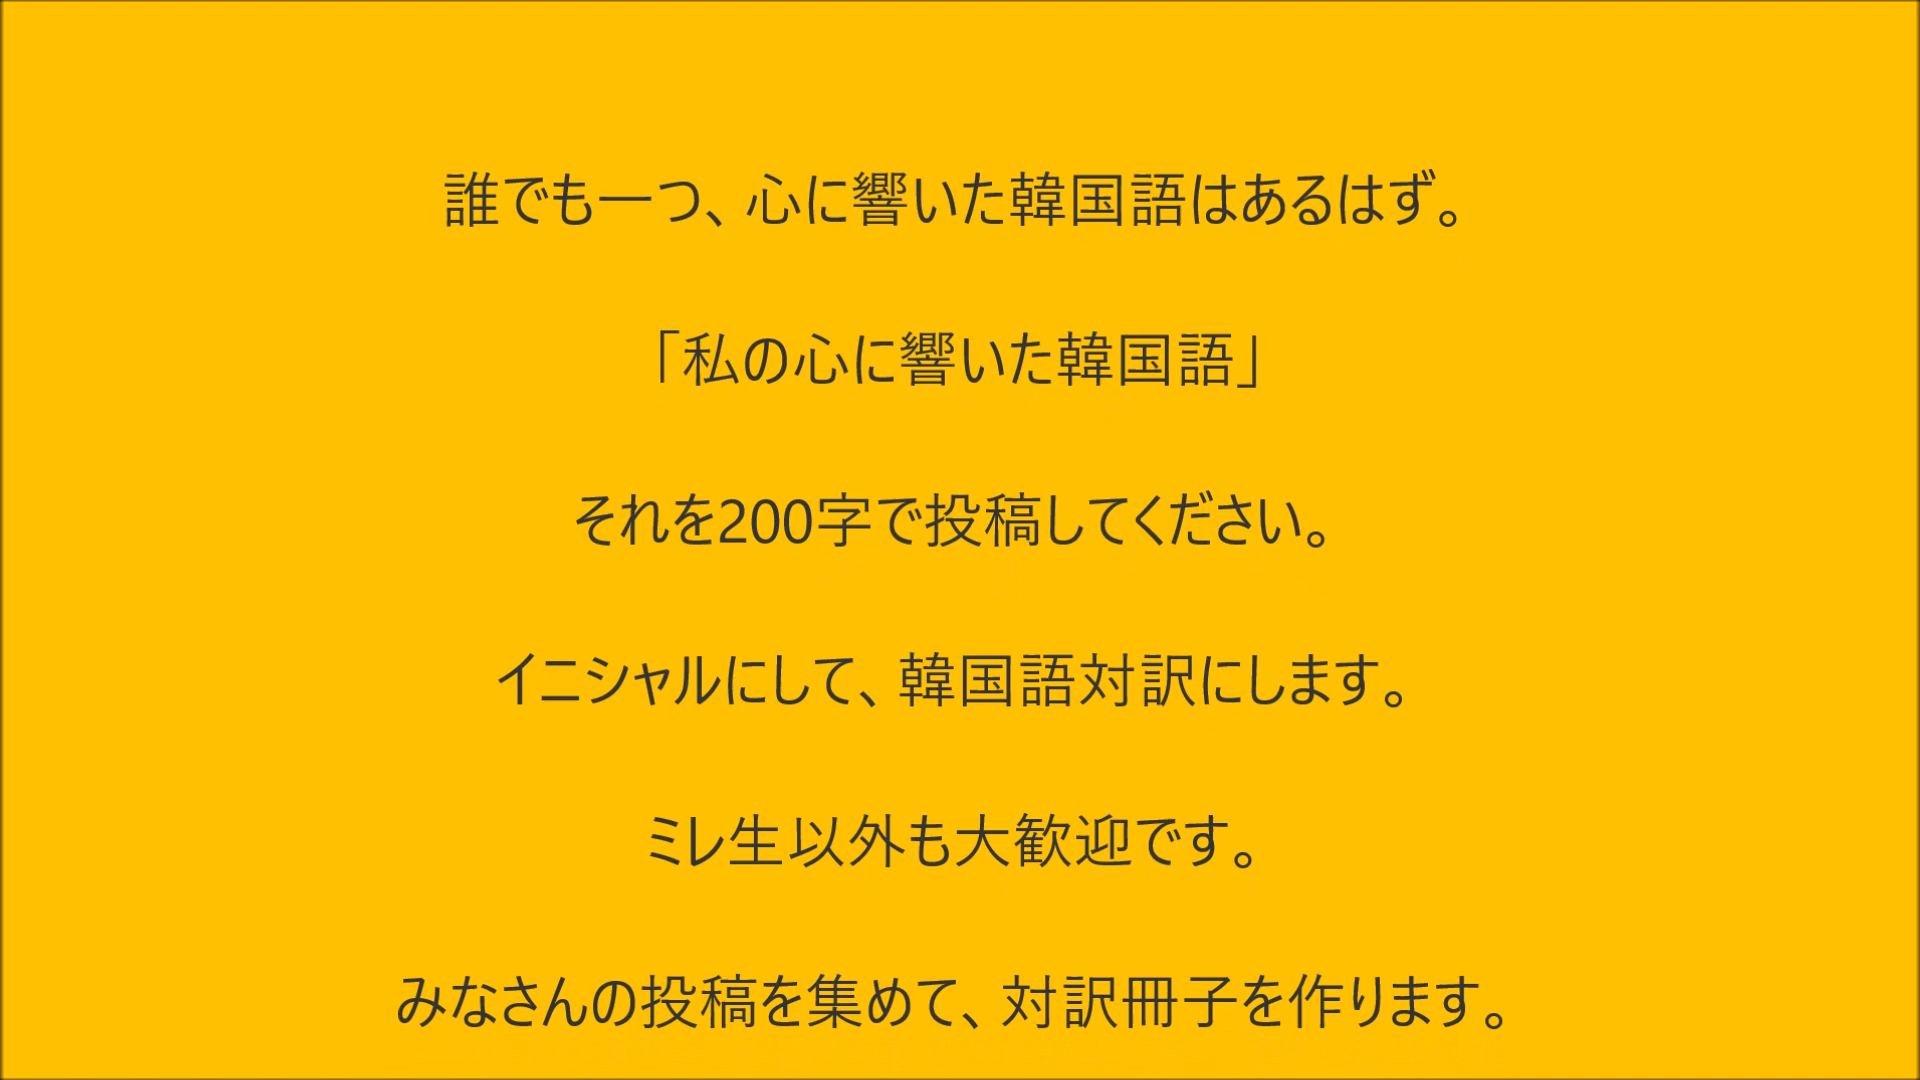 誰でも一つ、心に響いた韓国語はあるはず。
「私の心に響いた韓国語」
それを200字で投稿してください。
イニシャルにして、韓国語対訳にします。
ミレ生以外も大歓迎です。
みなさんの投稿を集めて、対訳冊子を作ります。